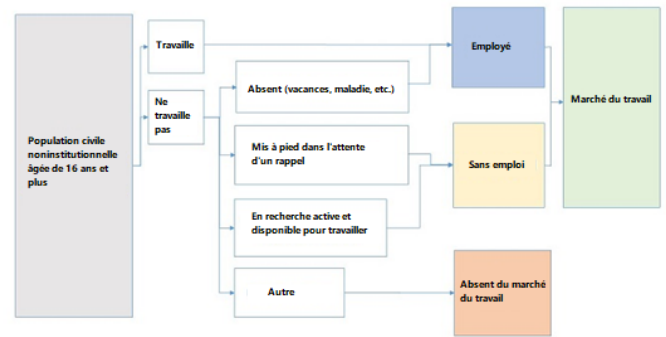 Population civile
noninstitutionnelle
âgée de 16 ans et
plus
Travaille
Ne
travaille
pas
Absent (vacances, maladie, etc.)
Mis à pied dans l'attente
d'un rappel
En recherche active et
disponible pour travailler
Autre
Employé
Sans emploi
Absent du marché
du travail
Marché du travail